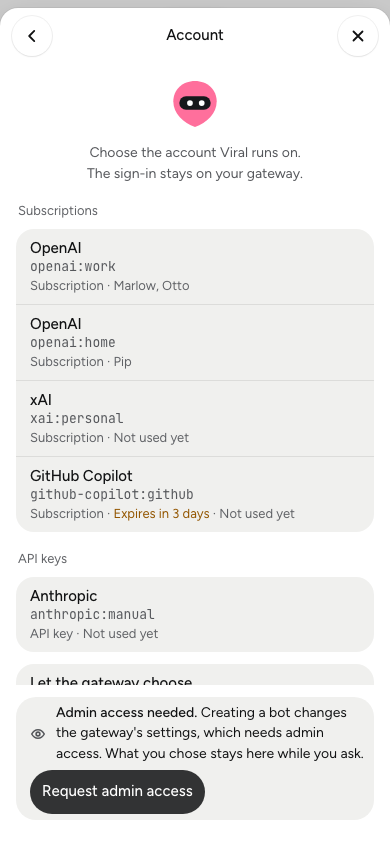 Account
Choose the account Viral runs on.
The sign-in stays on your gateway.
Subscriptions
OpenAI
openai:work
Subscription · Marlow, Otto
OpenAI
openai:home
Subscription · Pip
xAI
xai:personal
Subscription · Not used yet
GitHub Copilot
github-copilot:github
Subscription · Expires in 3 days · Not used yet
API keys
Anthropic
anthropic:manual
API key · Not used yet
Let the gateway choose
Admin access needed. Creating a bot changes
the gateway's settings, which needs admin
access. What you chose stays here while you ask.
Request admin access